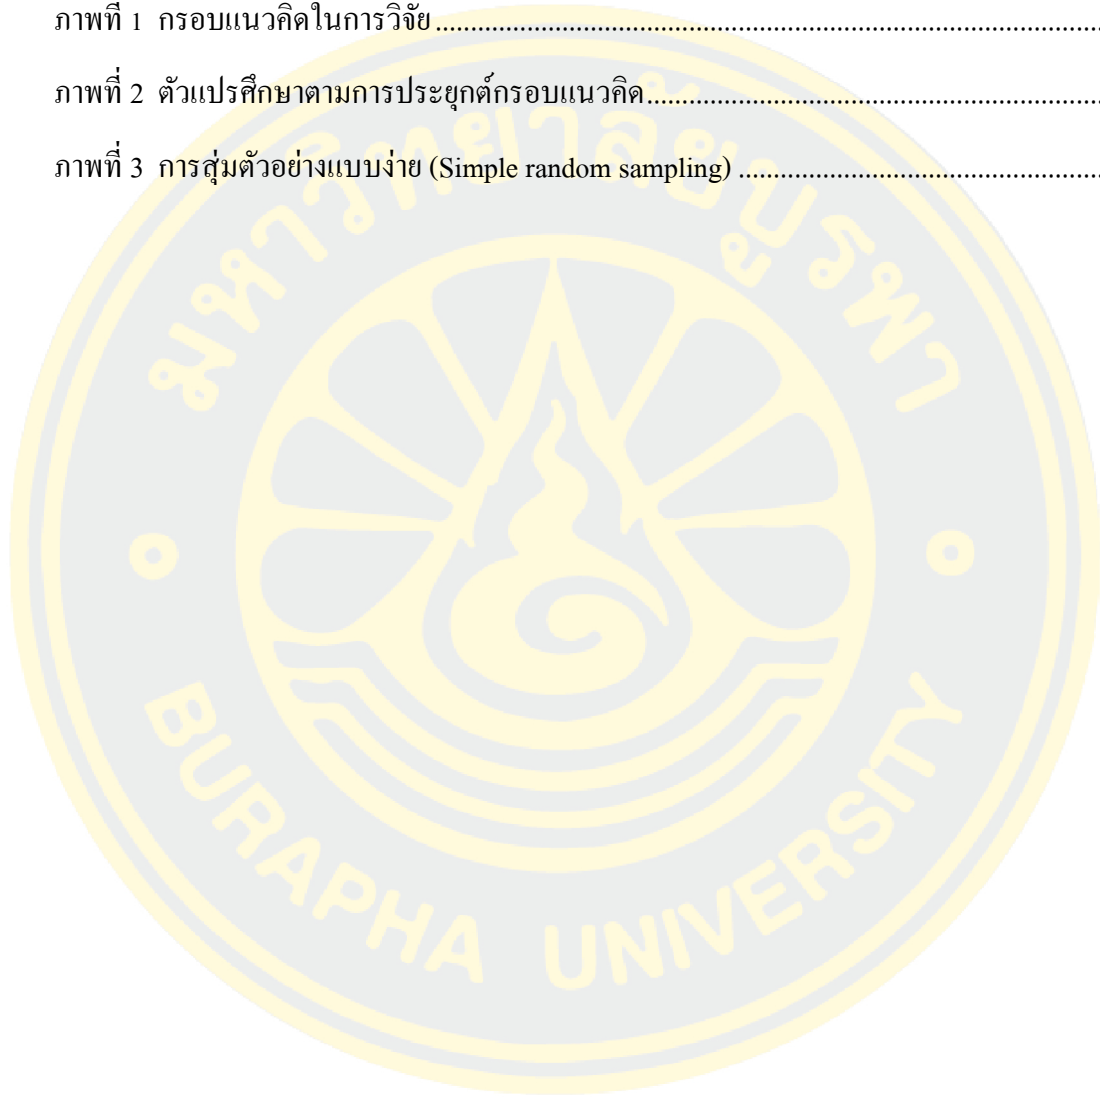 ภาพที่ 1 กรอบแนวคิดในการวิจัย ........................................................................................................
ภาพที่ 2 ตัวแปรศึกษาตามการประยุกต์กรอบแนวคิด........................................................................
ภาพที่ 3 การสุ่มตัวอย่างแบบง่าย (Simple random sampling) .........................................................
มหาวิทยาลัยบูรพา
BURAPHA UNIVERSITY